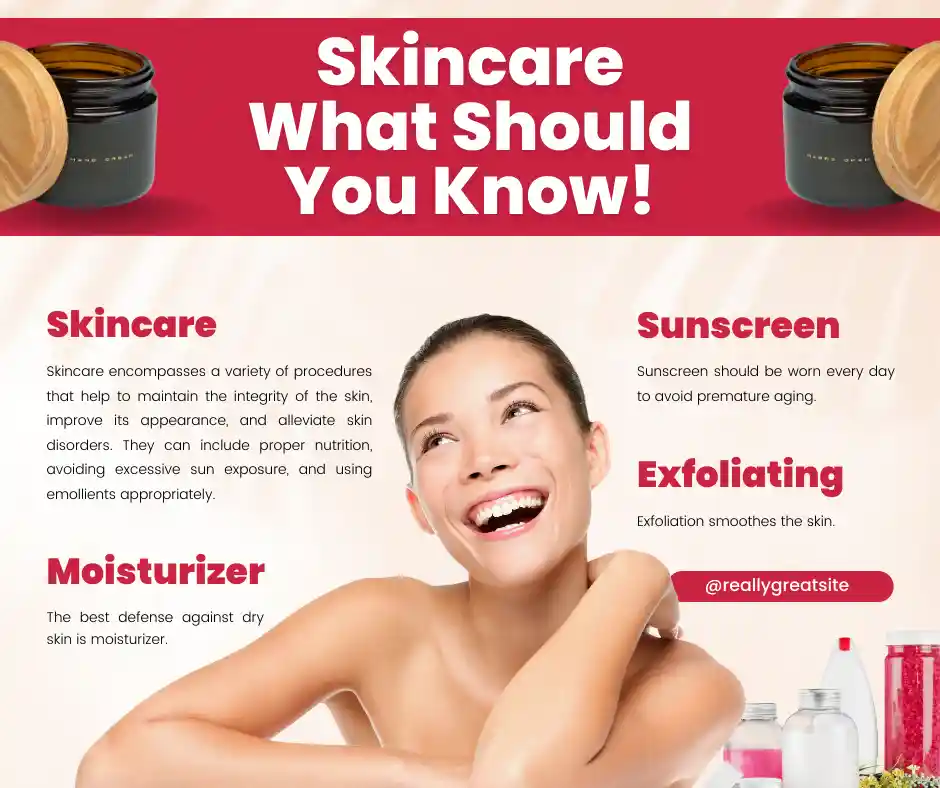 Skincare
What Should
You Know!
HAND CREAM
Skincare
Skincare encompasses a variety of procedures
that help to maintain the integrity of the skin,
improve its appearance, and alleviate skin
disorders. They can include proper nutrition,
avoiding excessive sun exposure, and using
emollients appropriately.
Moisturizer
The best defense against dry
skin is moisturizer.
Sunscreen
Sunscreen should be worn every day
to avoid premature aging.
Exfoliating
Exfoliation smoothes the skin.
@reallygreatsite